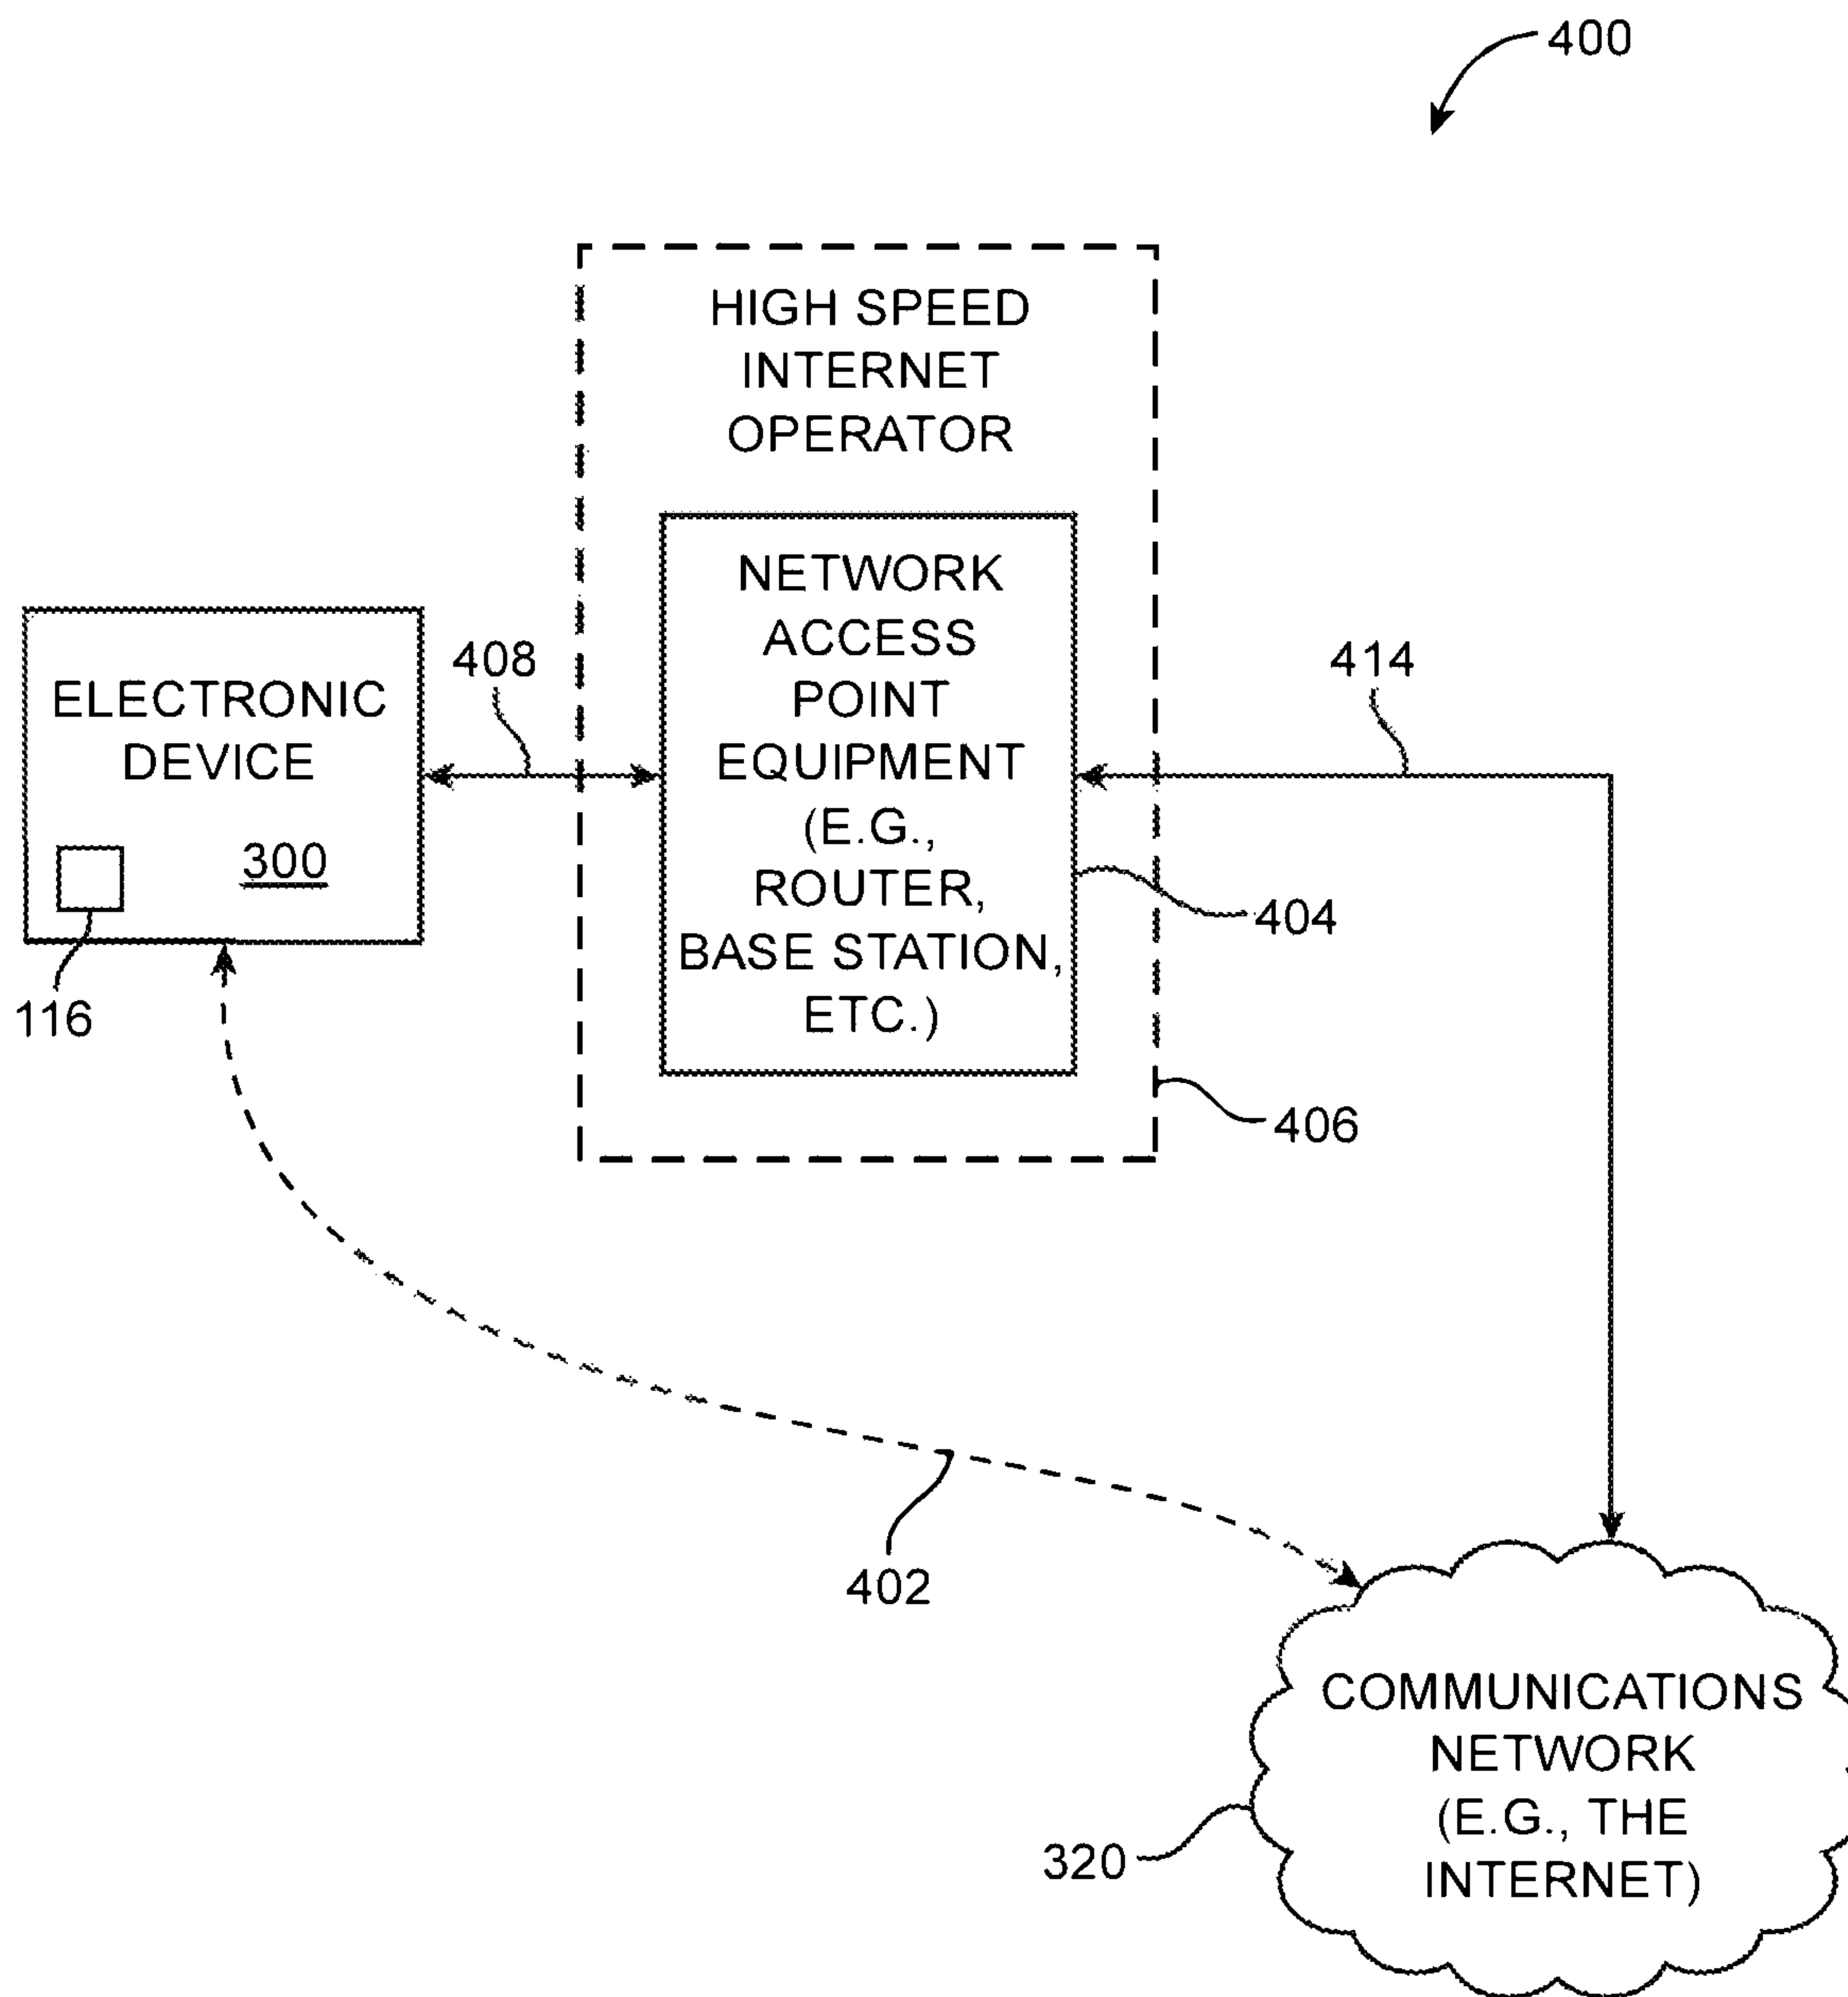 400
HIGH SPEED
INTERNET
OPERATOR
NETWORK
ACCESS
POINT
EQUIPMENT
(E.G.,
ROUTER,
BASE STATION,
ETC.)
408
414
ELECTRONIC
DEVICE
300
404
116
406
402
COMMUNICATIONS
NETWORK
(E.G., THE
INTERNET)
320